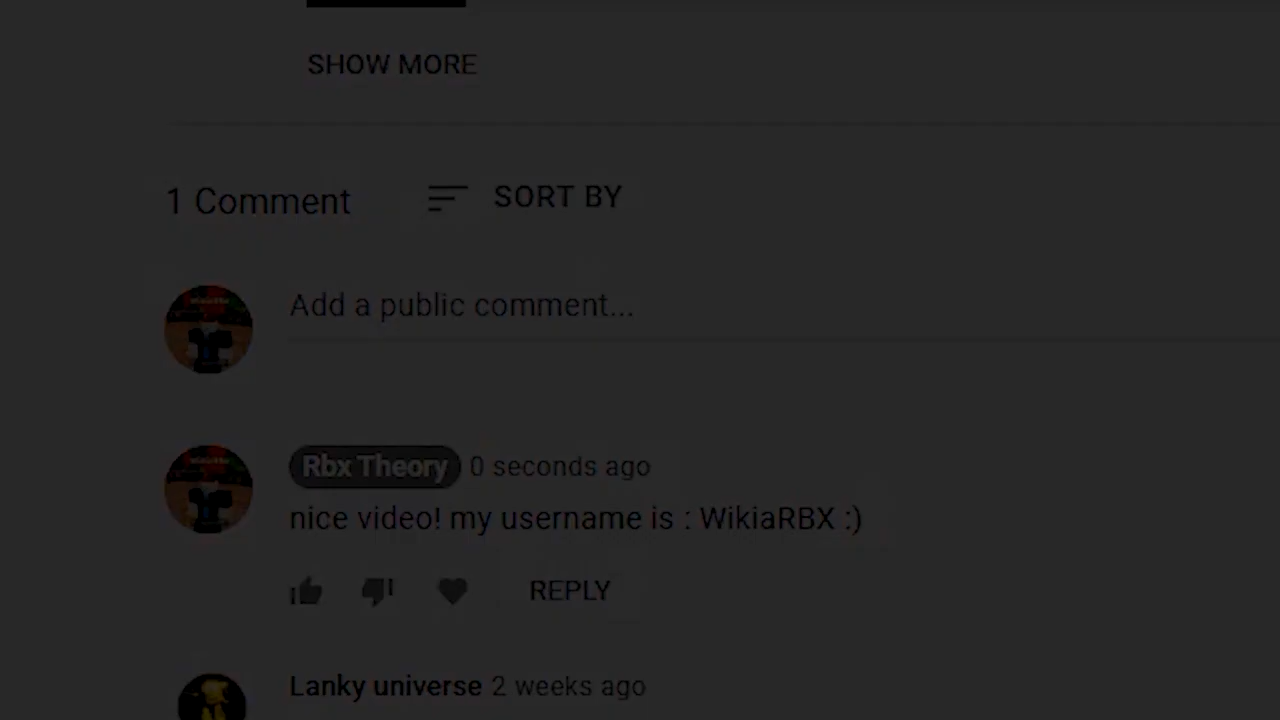 SHOW MORE
1 Comment
SORT BY
Add a public comment...
Rbx Theory 0 seconds ago
nice video! my username is : WikiaRBX :)
REPLY
Lanky universe 2 weeks ago